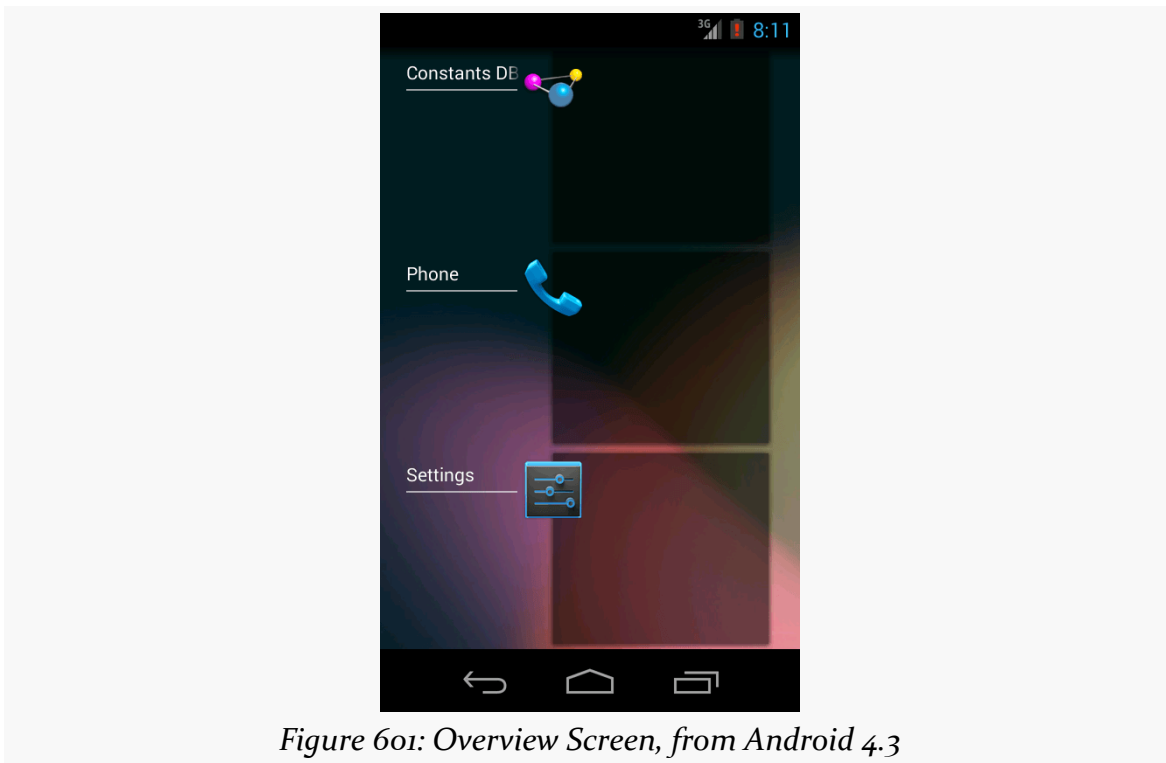 3G 8:11
Constants DB
Phone
Settings
Figure 601: Overview Screen, from Android 4.3